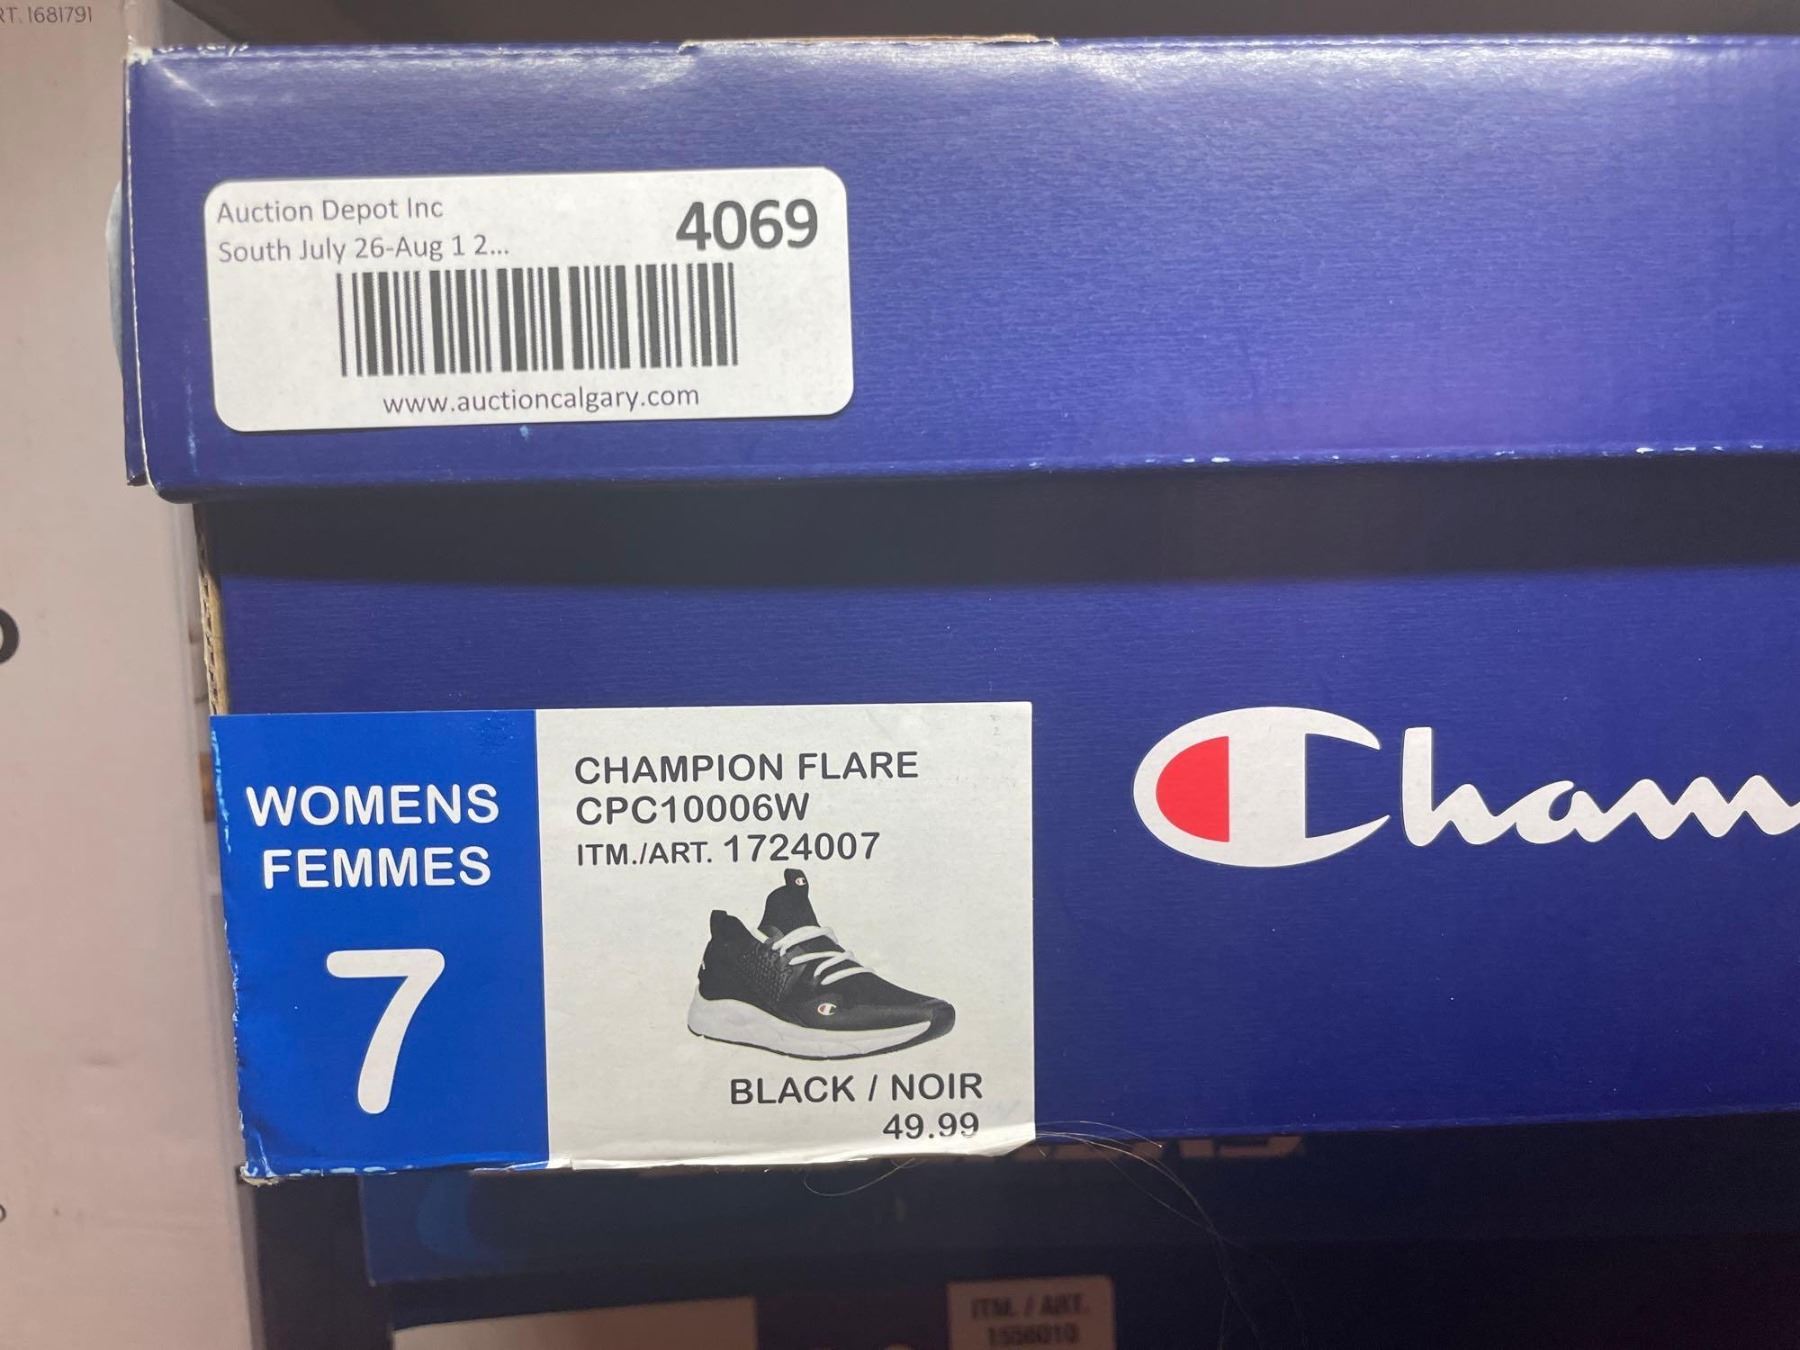 RT. 1681791
Auction Depot Inc
4069
South July 26-Aug 1 2...
www.auctioncalgary.com
WOMENS
FEMMES
7
CHAMPION FLARE
CPC10006W
ITM./ART. 1724007
BLACK / NOIR
49.99
Cham
ITM. / ART.
1556010